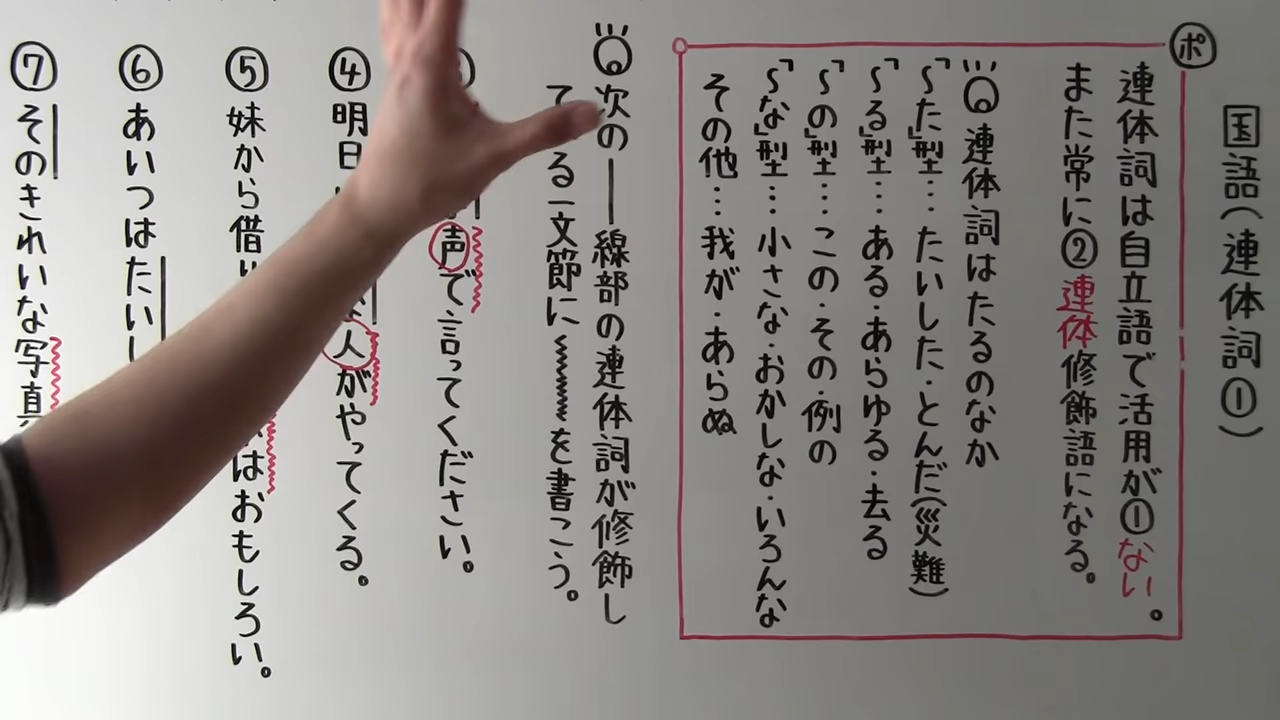 国語(連体詞①)
ポ
連体詞は自立語で活用が①ない。
また常に②連体修飾語になる。
連体詞はたるのなか
「~た」型…たいした・とんだ(災難)
「~る」型…ある・あらゆる・去る
「~の」型…この・その・例の
「~な」型…小さな・おかしな・いろんな
その他…我が・あらぬ
次の――線部の連体詞が修飾し
てる一文節に〰〰を書こう。
声で言ってください。
④明日 人がやってくる。
⑤妹から借り はおもしろい。
⑥あいつはたいし
⑦そのきれいな写真